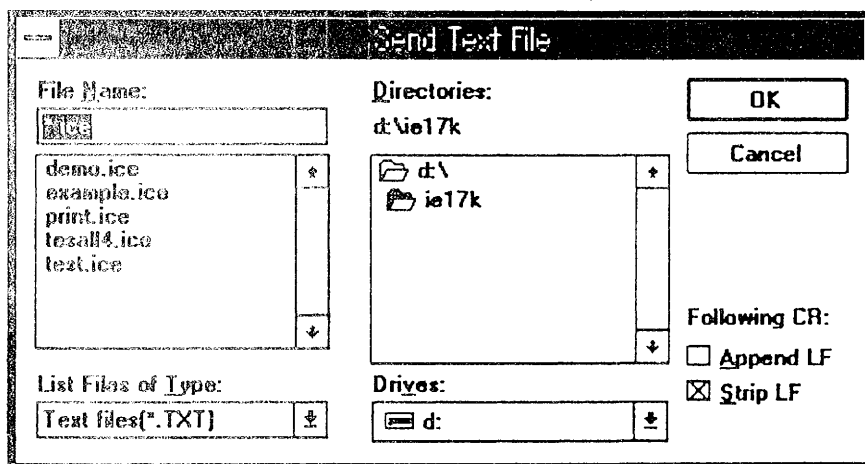 Send Text File
File Name:
*.ice
demo.ice
example.ice
print.ice
tesall4.ice
test.ice
List Files of Type:
Text files(*.TXT)
Directories:
d:\ie17k
d:\
ie17k
Drives:
d:
OK
Cancel
Following CR:
Append LF
Strip LF